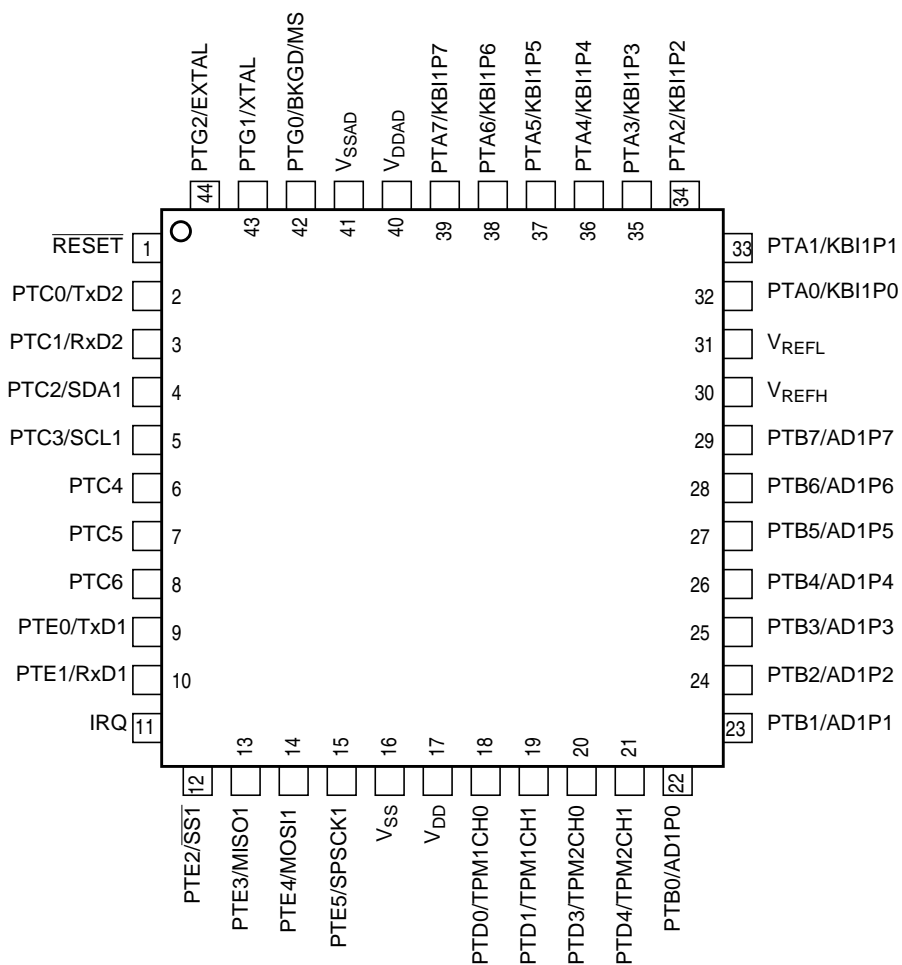 PTG2/EXTAL
PTG1/XTAL
PTG0/BKGD/MS
VSSAD
VDDAD
PTA7/KBI1P7
PTA6/KBI1P6
PTA5/KBI1P5
PTA4/KBI1P4
PTA3/KBI1P3
PTA2/KBI1P2
44
43
42
41
40
39
38
37
36
35
34
RESET 1
PTC0/TxD2 2
PTC1/RxD2 3
PTC2/SDA1 4
PTC3/SCL1 5
PTC4 6
PTC5 7
PTC6 8
PTE0/TxD1 9
PTE1/RxD1 10
IRQ 11
33 PTA1/KBI1P1
32 PTA0/KBI1P0
31 VREFL
30 VREFH
29 PTB7/AD1P7
28 PTB6/AD1P6
27 PTB5/AD1P5
26 PTB4/AD1P4
25 PTB3/AD1P3
24 PTB2/AD1P2
23 PTB1/AD1P1
12
13
14
15
16
17
18
19
20
21
22
PTE2/SS1
PTE3/MISO1
PTE4/MOSI1
PTE5/SPSCK1
VSS
VDD
PTD0/TPM1CH0
PTD1/TPM1CH1
PTD3/TPM2CH0
PTD4/TPM2CH1
PTB0/AD1P0